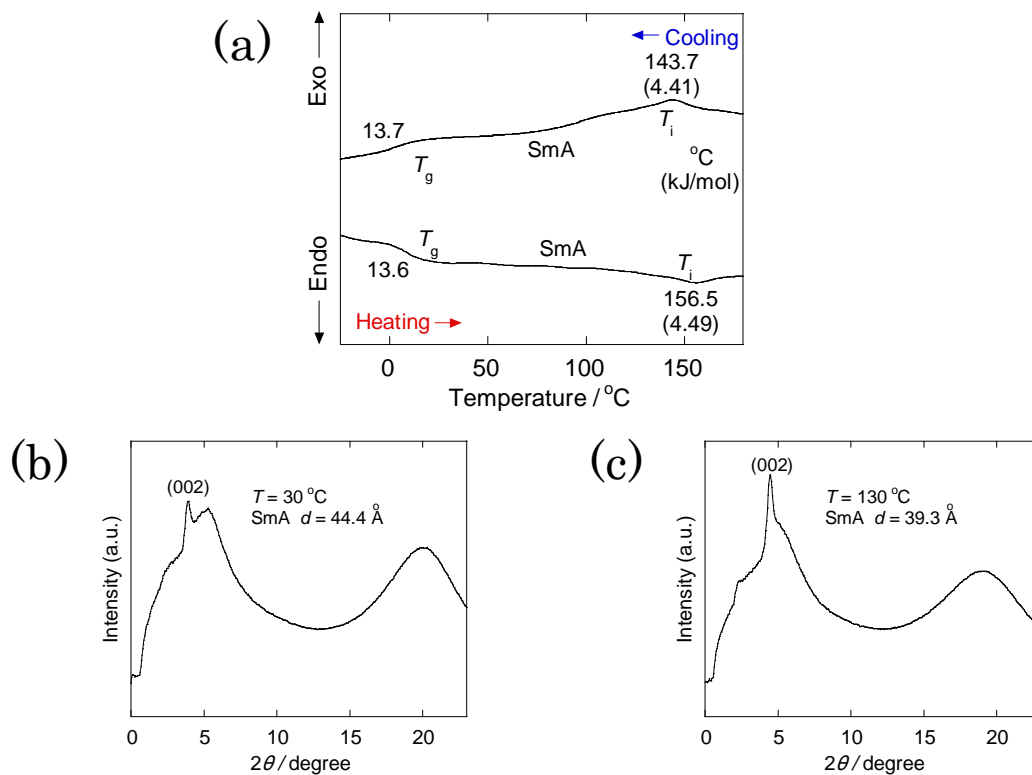 (a)
Exo
Endo
← Cooling
143.7
(4.41)
13.7
Ti
SmA
°C
(kJ/mol)
Tg
Tg
SmA
13.6
Ti
156.5
(4.49)
Heating →
0 50 100 150
Temperature / °C
(b)
(002)
T = 30 °C
SmA d = 44.4 Å
Intensity (a.u.)
0 5 10 15 20
2θ / degree
(c)
(002)
T = 130 °C
SmA d = 39.3 Å
Intensity (a.u.)
0 5 10 15 20
2θ / degree